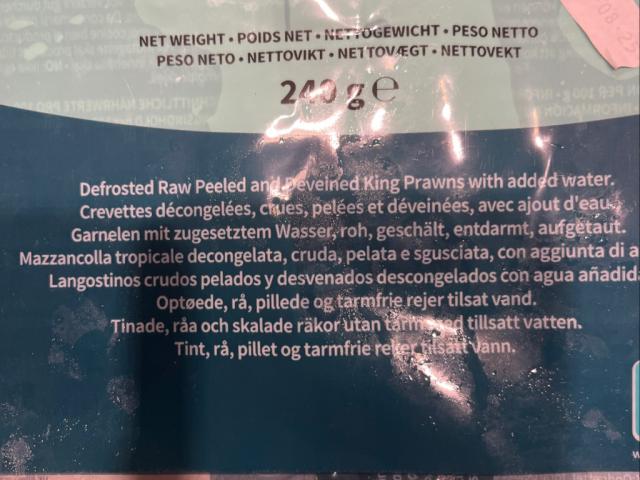 NET WEIGHT • POIDS NET • NETTOGEWICHT • PESO NETTO
PESO NETO • NETTOVIKT • NETTOVÆGT • NETTOVEKT
240 g ℮
Defrosted Raw Peeled and Deveined King Prawns with added water.
Crevettes décongelées, crues, pelées et déveinées, avec ajout d'eau.
Garnelen mit zugesetztem Wasser, roh, geschält, entdarmt, aufgetaut.
Mazzancolla tropicale decongelata, cruda, pelata e sgusciata, con aggiunta di a
Langostinos crudos pelados y desvenados descongelados con agua añadid
Optøede, rå, pillede og tarmfrie rejer tilsat vand.
Tinade, råa och skalade räkor utan tarm med tillsatt vatten.
Tint, rå, pillet og tarmfrie reker tilsatt vann.